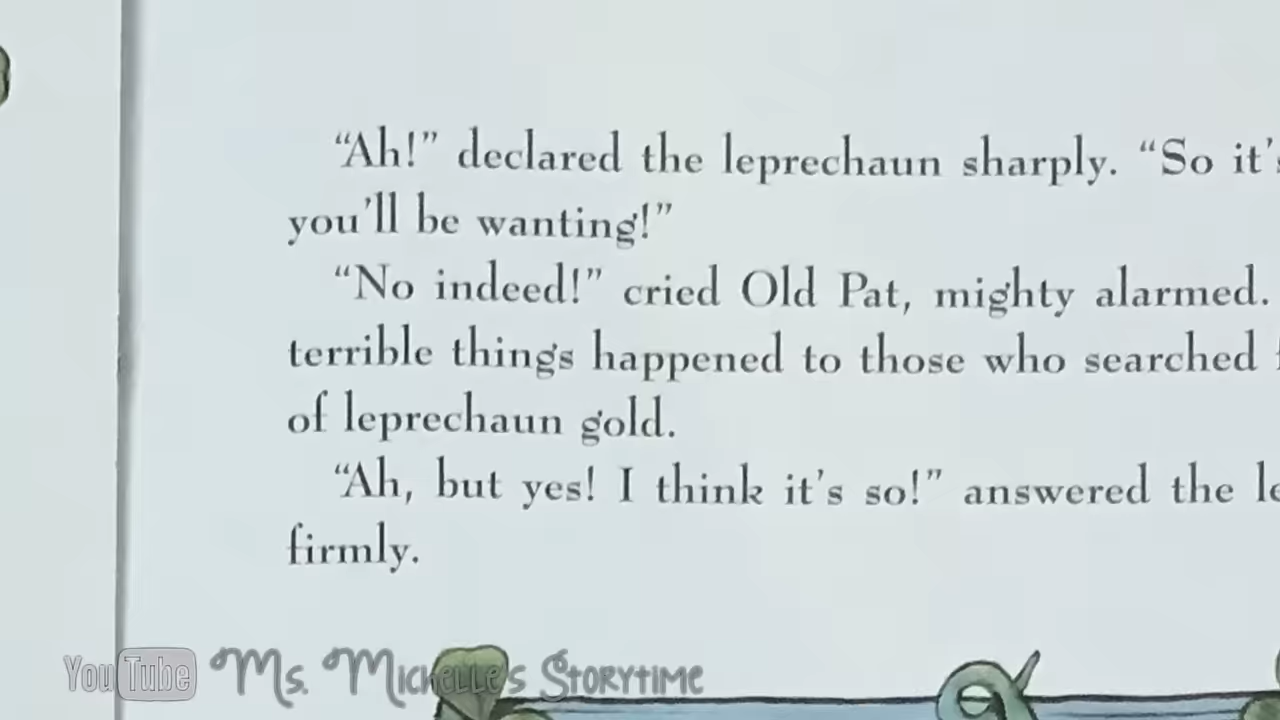 “Ah!” declared the leprechaun sharply. “So it’s
you’ll be wanting!”
“No indeed!” cried Old Pat, mighty alarmed.
terrible things happened to those who searched
of leprechaun gold.
“Ah, but yes! I think it’s so!” answered the
firmly.
YouTube Ms. Michelle's Storytime